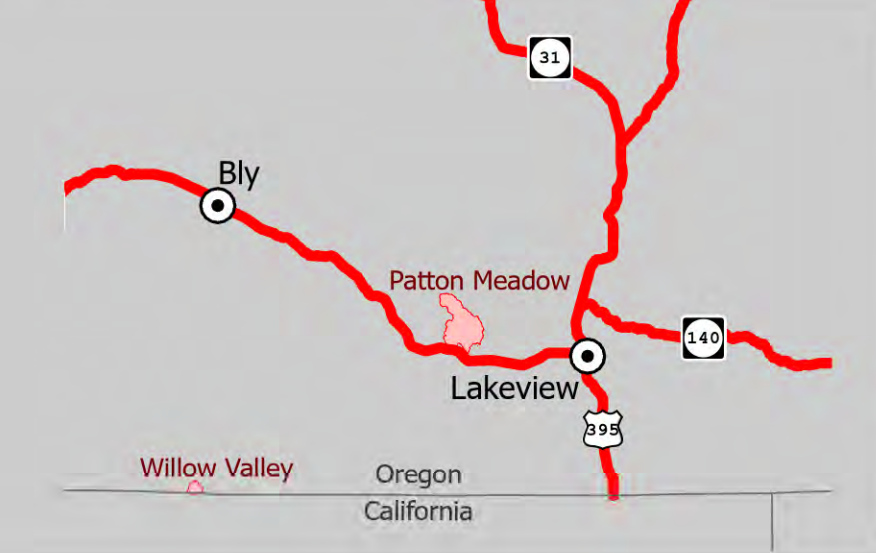 31
Bly
Patton Meadow
140
Lakeview
395
Willow Valley
Oregon
California